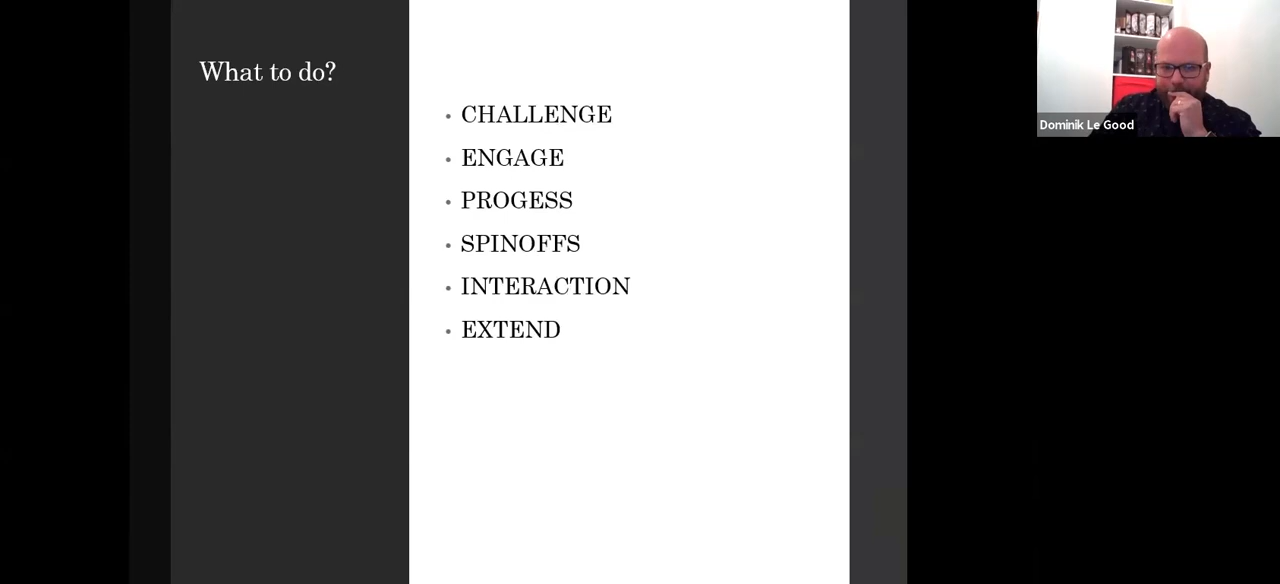 What to do?
• CHALLENGE
• ENGAGE
• PROGESS
• SPINOFFS
• INTERACTION
• EXTEND
Dominik Le Good